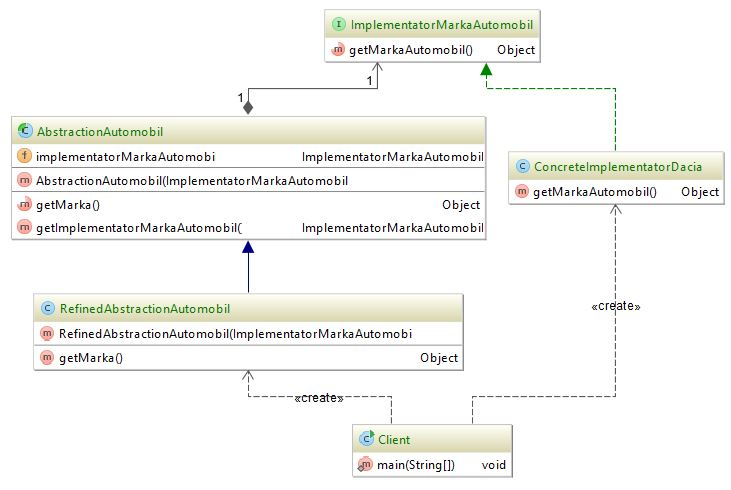 ImplementatorMarkaAutomobil
getMarkaAutomobil() Object
1
1
AbstractionAutomobil
implementatorMarkaAutomobi ImplementatorMarkaAutomobil
AbstractionAutomobil(ImplementatorMarkaAutomobil
getMarka() Object
getImplementatorMarkaAutomobil( ImplementatorMarkaAutomobil
ConcreteImplementatorDacia
getMarkaAutomobil() Object
RefinedAbstractionAutomobil
RefinedAbstractionAutomobil(ImplementatorMarkaAutomobi
getMarka() Object
«create»
«create»
Client
main(String[]) void